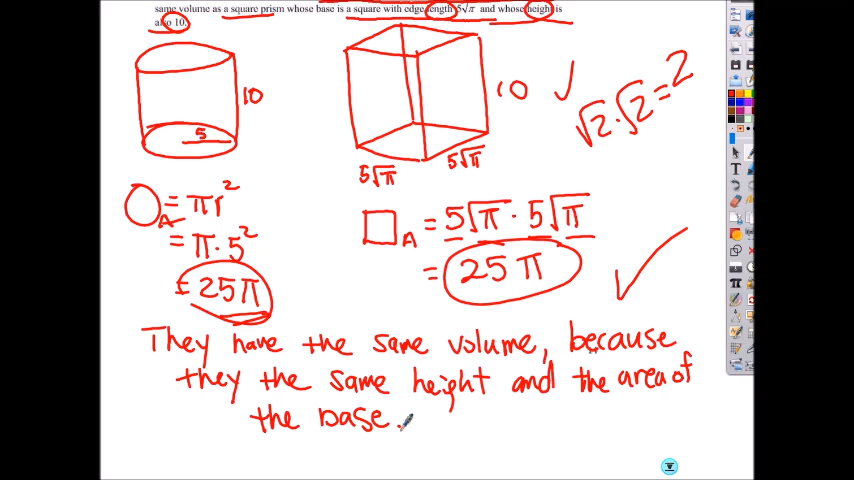 same volume as a square prism whose base is a square with edge length 5√π and whose height is
also 10.
10
5
10
5√π
5√π
√2·√2=2
A = πr²
= π·5²
= 25π
A = 5√π · 5√π
= 25π
They have the same volume, because
they the same height and the area of
the base.